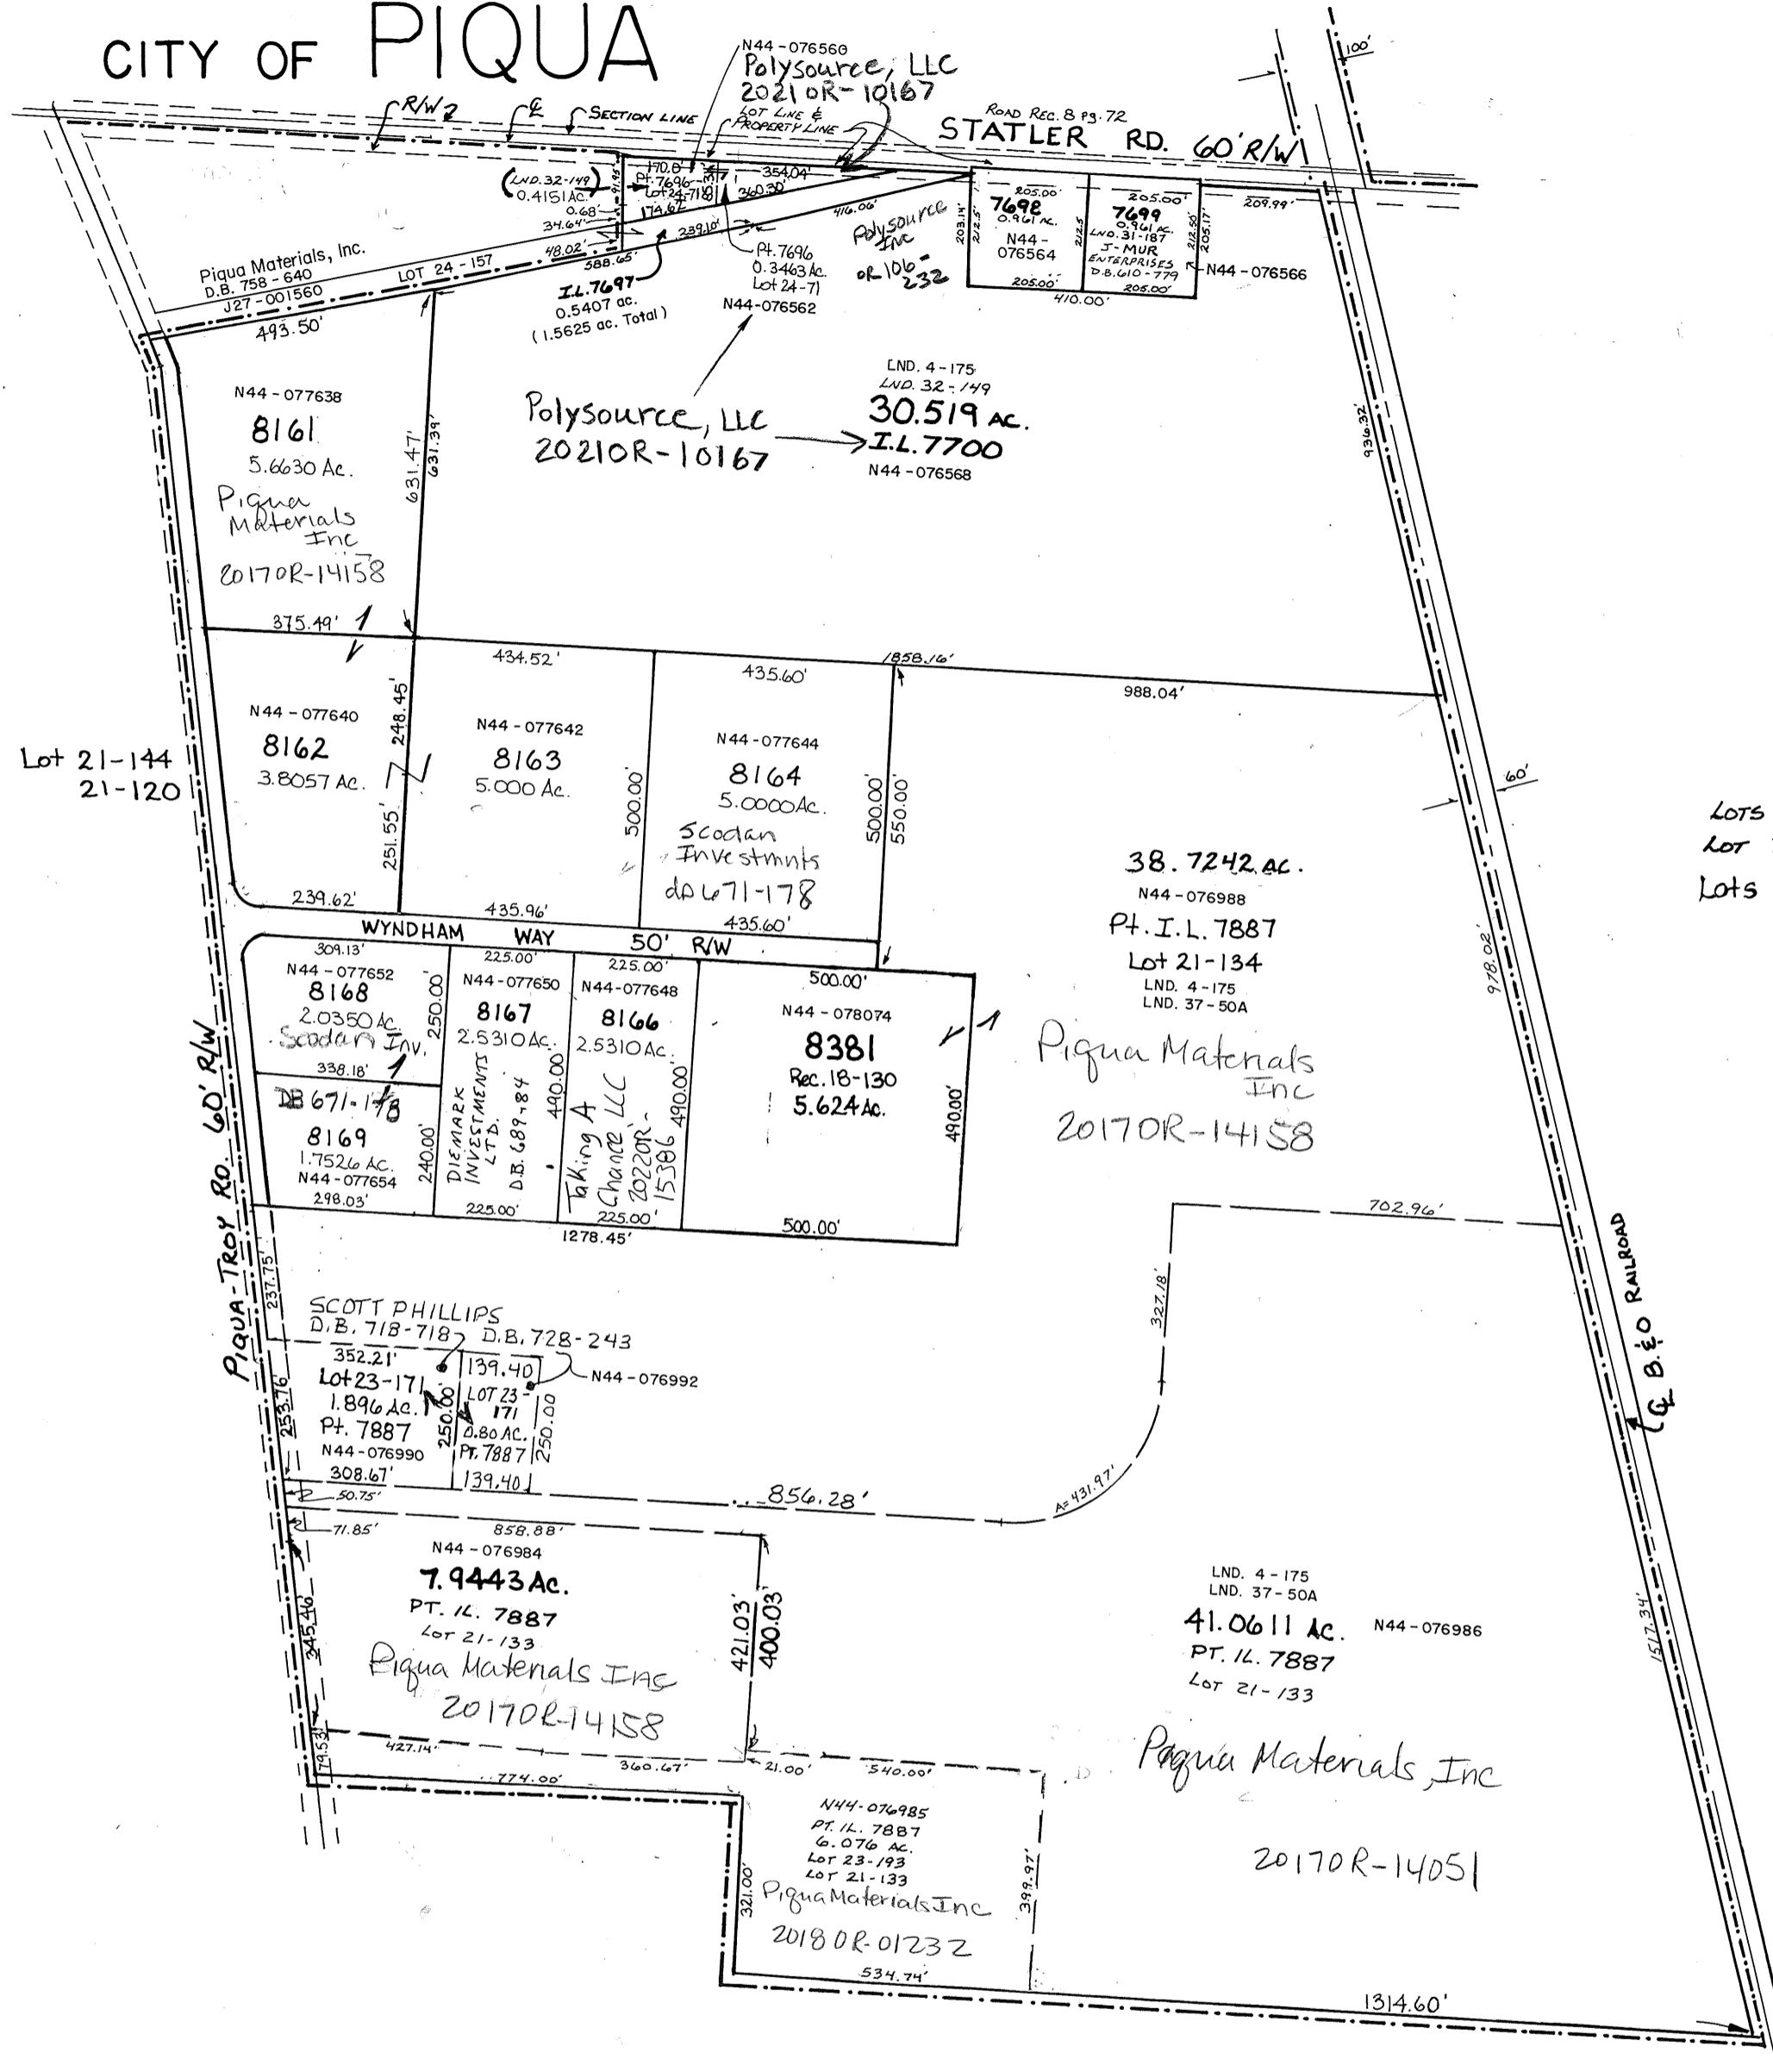 CITY OF PIQUA
N44-076560
Polysource, LLC
2021OR-10167
LOT LINE &
PROPERTY LINE
R/W
℄
SECTION LINE
ROAD REC. 8 pg. 72
STATLER RD. 60' R/W
100'
(LND. 32-149)
0.4151 AC.
0.68'
34.64'
48.02'
91.95'
170.0'
Pt. 7696
Lot 24-71
174.67'
354.04'
360.30'
239.10'
416.06'
588.65'
Piqua Materials, Inc.
D.B. 758-640
J27-001560
LOT 24-157
493.50'
I.L. 7697
0.5407 ac.
(1.5625 ac. Total)
Pt. 7696
0.3463 Ac.
Lot 24-71
N44-076562
Polysource
Inc
OR 106-
232
203.14'
212.5'
205.00'
7698
0.961 Ac.
N44-
076564
205.00'
212.5'
205.00'
7699
0.961 Ac.
LND. 31-187
J-MUR
ENTERPRISES
D.B. 610-779
205.00'
212.50'
205.17'
209.99'
N44-076566
410.00'
N44-077638
8161
5.6630 Ac.
Piqua
Materials
Inc
2017OR-14158
631.47'
631.39'
Polysource, LLC
2021OR-10167
LND. 4-175
LND. 32-149
30.519 AC.
I.L. 7700
N44-076568
936.32'
375.49'
434.52'
435.60'
1858.16'
988.04'
Lot 21-144
21-120
N44-077640
8162
3.8057 Ac.
248.45'
251.55'
239.62'
N44-077642
8163
5.000 Ac.
500.00'
435.96'
N44-077644
8164
5.0000 Ac.
Scodan
Investmnts
db 671-178
435.60'
500.00'
550.00'
60'
LOTS
LOT
Lots
38.7242 AC.
N44-076988
Pt. I.L. 7887
Lot 21-134
LND. 4-175
LND. 37-50A
Piqua Materials
Inc
2017OR-14158
978.02'
WYNDHAM WAY 50' R/W
309.13'
N44-077652
8168
2.0350 AC.
Scodan Inv.
250.00'
338.18'
DB 671-178
8169
1.7526 AC.
N44-077654
298.03'
240.00'
225.00'
N44-077650
8167
2.5310 AC.
DIEMARK
INVESTMENTS
LTD.
D.B. 689-84
490.00'
225.00'
225.00'
N44-077648
8166
2.5310 AC.
Taking A
Chance LLC
2022OR-
15386
490.00'
225.00'
500.00'
N44-078074
8381
Rec. 18-130
5.624 Ac.
490.00'
500.00'
1278.45'
PIQUA-TROY RD. 60' R/W
702.96'
327.18'
℄ B. & O RAILROAD
237.75'
SCOTT PHILLIPS
D.B. 718-718
D.B. 728-243
352.21'
Lot 23-171
1.896 Ac.
Pt. 7887
N44-076990
308.67'
253.76'
250.00
139.40
LOT 23-
171
0.80 AC.
PT. 7887
139.40
250.00
N44-076992
50.75'
856.28'
A=431.97'
71.85'
858.88'
N44-076984
7.9443 Ac.
PT. IL. 7887
Lot 21-133
Piqua Materials Inc
2017OR-14158
345.46'
421.03'
400.03'
LND. 4-175
LND. 37-50A
41.0611 AC.
N44-076986
PT. IL. 7887
Lot 21-133
Piqua Materials, Inc
2017OR-14051
1517.34'
79.53'
427.14'
360.67'
21.00'
540.00'
774.00'
N44-076985
PT. IL. 7887
6.076 AC.
Lot 23-193
Lot 21-133
Piqua Materials Inc
2018OR-01232
321.00'
399.97'
534.74'
1314.60'